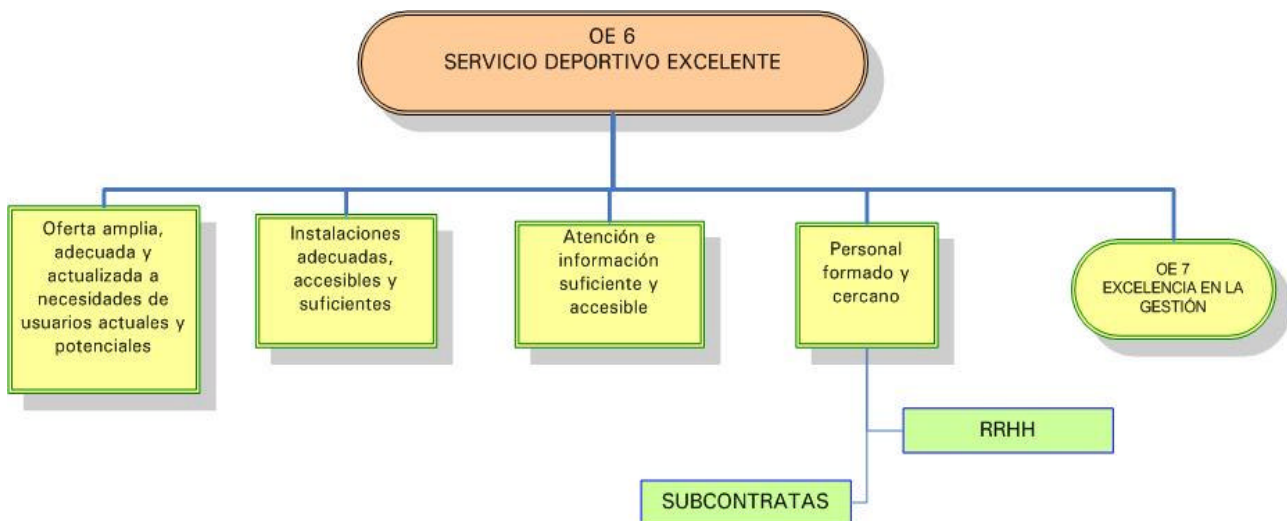 OE 6
SERVICIO DEPORTIVO EXCELENTE
Oferta amplia,
adecuada y
actualizada a
necesidades de
usuarios actuales y
potenciales
Instalaciones
adecuadas,
accesibles y
suficientes
Atención e
información
suficiente y
accesible
Personal
formado y
cercano
OE 7
EXCELENCIA EN LA
GESTIÓN
RRHH
SUBCONTRATAS